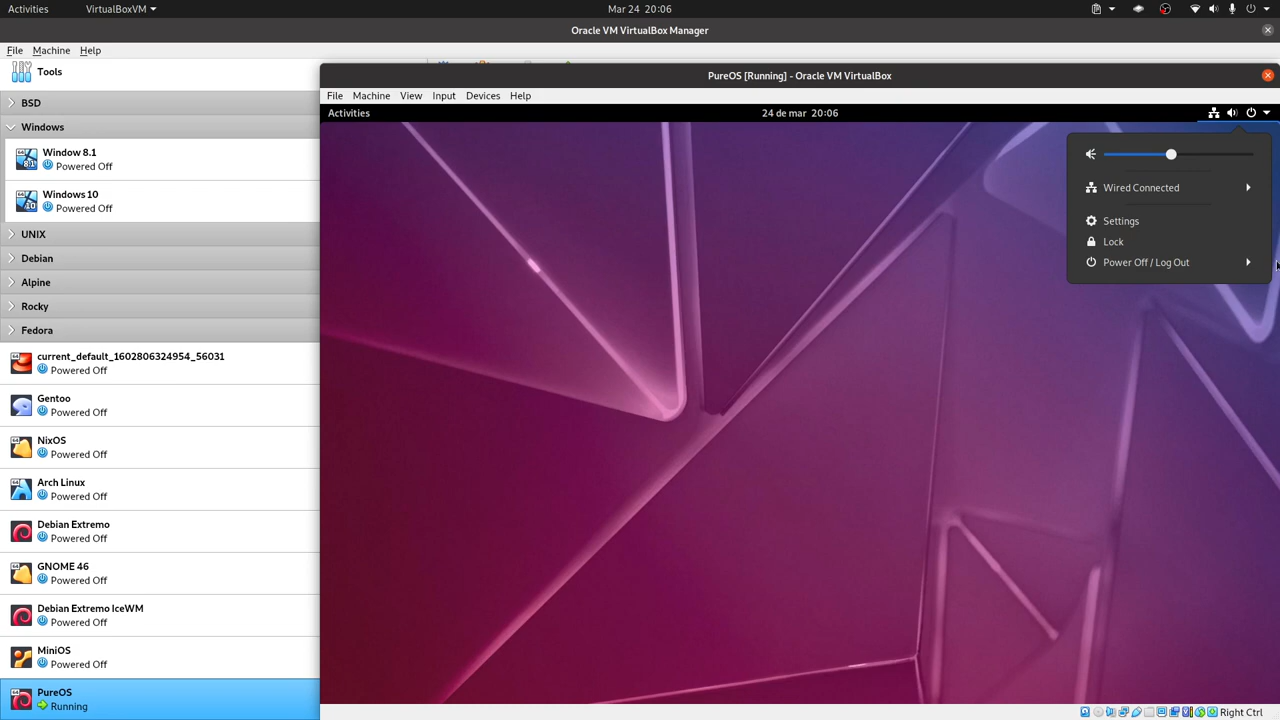 Activities
VirtualBoxVM
Mar 24 20:06
Oracle VM VirtualBox Manager
File Machine Help
Tools
BSD
Windows
Window 8.1
Powered Off
Windows 10
Powered Off
UNIX
Debian
Alpine
Rocky
Fedora
current_default_1602806324954_56031
Powered Off
Gentoo
Powered Off
NixOS
Powered Off
Arch Linux
Powered Off
Debian Extremo
Powered Off
GNOME 46
Powered Off
Debian Extremo IceWM
Powered Off
MiniOS
Powered Off
PureOS
Running
PureOS [Running] - Oracle VM VirtualBox
File Machine View Input Devices Help
Activities
24 de mar 20:06
Wired Connected
Settings
Lock
Power Off / Log Out
Right Ctrl